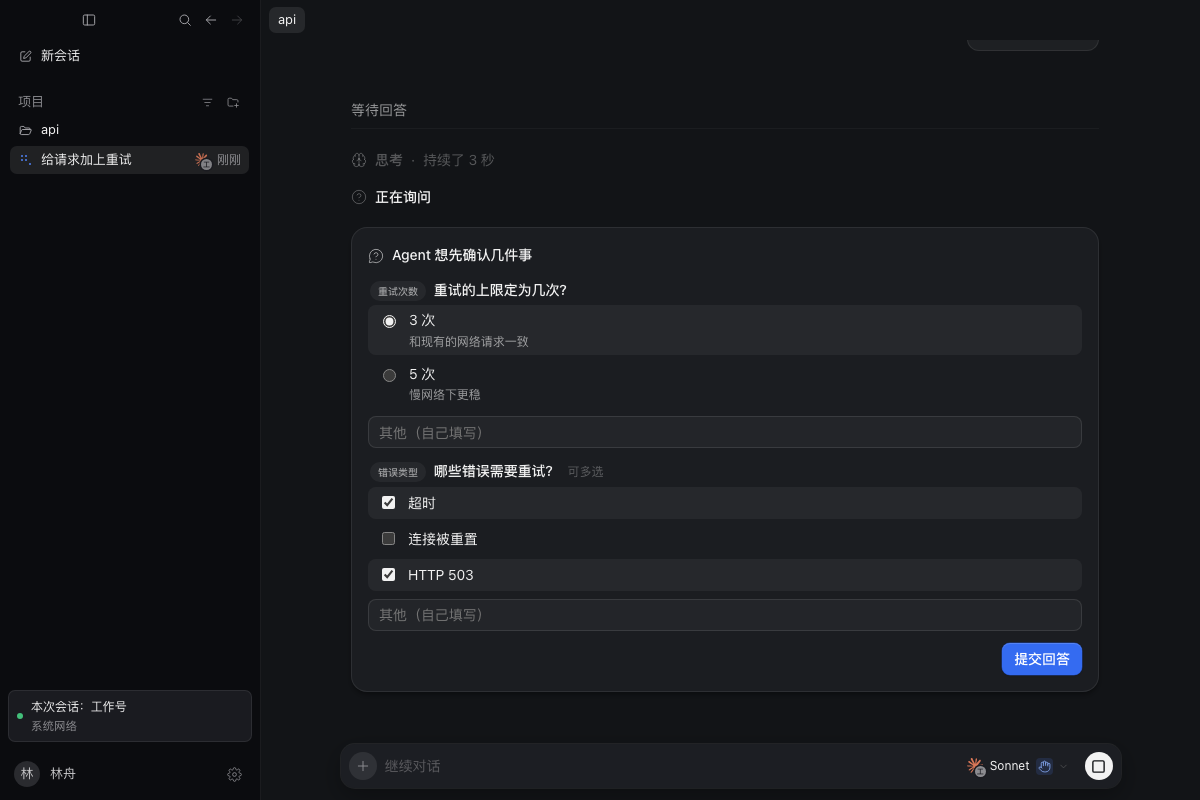 api
新会话
项目
api
给请求加上重试
工
刚刚
等待回答
思考 · 持续了 3 秒
正在询问
Agent 想先确认几件事
重试次数 重试的上限定为几次?
3 次
和现有的网络请求一致
5 次
慢网络下更稳
其他（自己填写）
错误类型 哪些错误需要重试? 可多选
超时
连接被重置
HTTP 503
其他（自己填写）
提交回答
本次会话：工作号
系统网络
林 林舟
继续对话
工
Sonnet